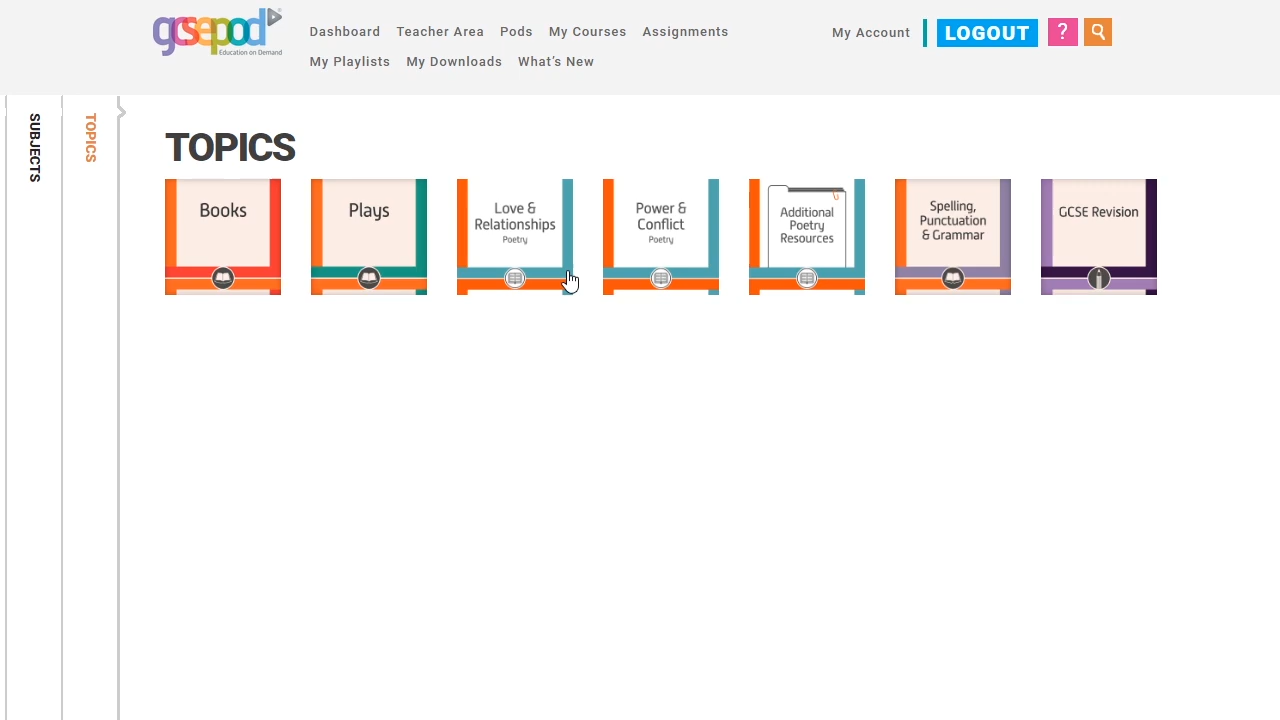 gcsepod
Education on Demand
Dashboard Teacher Area Pods My Courses Assignments
My Playlists My Downloads What's New
My Account LOGOUT ?
SUBJECTS
TOPICS
TOPICS
Books
Plays
Love &
Relationships
Poetry
Power &
Conflict
Poetry
Additional
Poetry
Resources
Spelling,
Punctuation
& Grammar
GCSE Revision